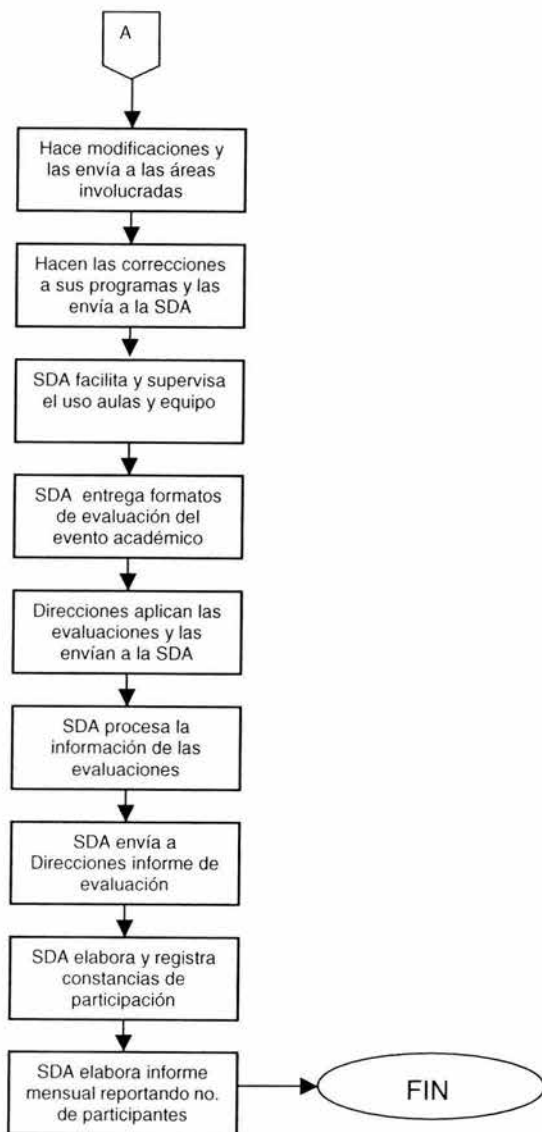 A
Hace modificaciones y
las envía a las áreas
involucradas
Hacen las correcciones
a sus programas y las
envía a la SDA
SDA facilita y supervisa
el uso aulas y equipo
SDA entrega formatos
de evaluación del
evento académico
Direcciones aplican las
evaluaciones y las
envían a la SDA
SDA procesa la
información de las
evaluaciones
SDA envía a
Direcciones informe de
evaluación
SDA elabora y registra
constancias de
participación
SDA elabora informe
mensual reportando no.
de participantes
FIN